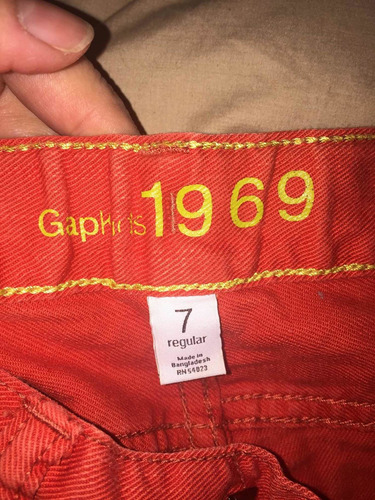 GapKids 1969
7
regular
Made in
Bangladesh
RN 54023